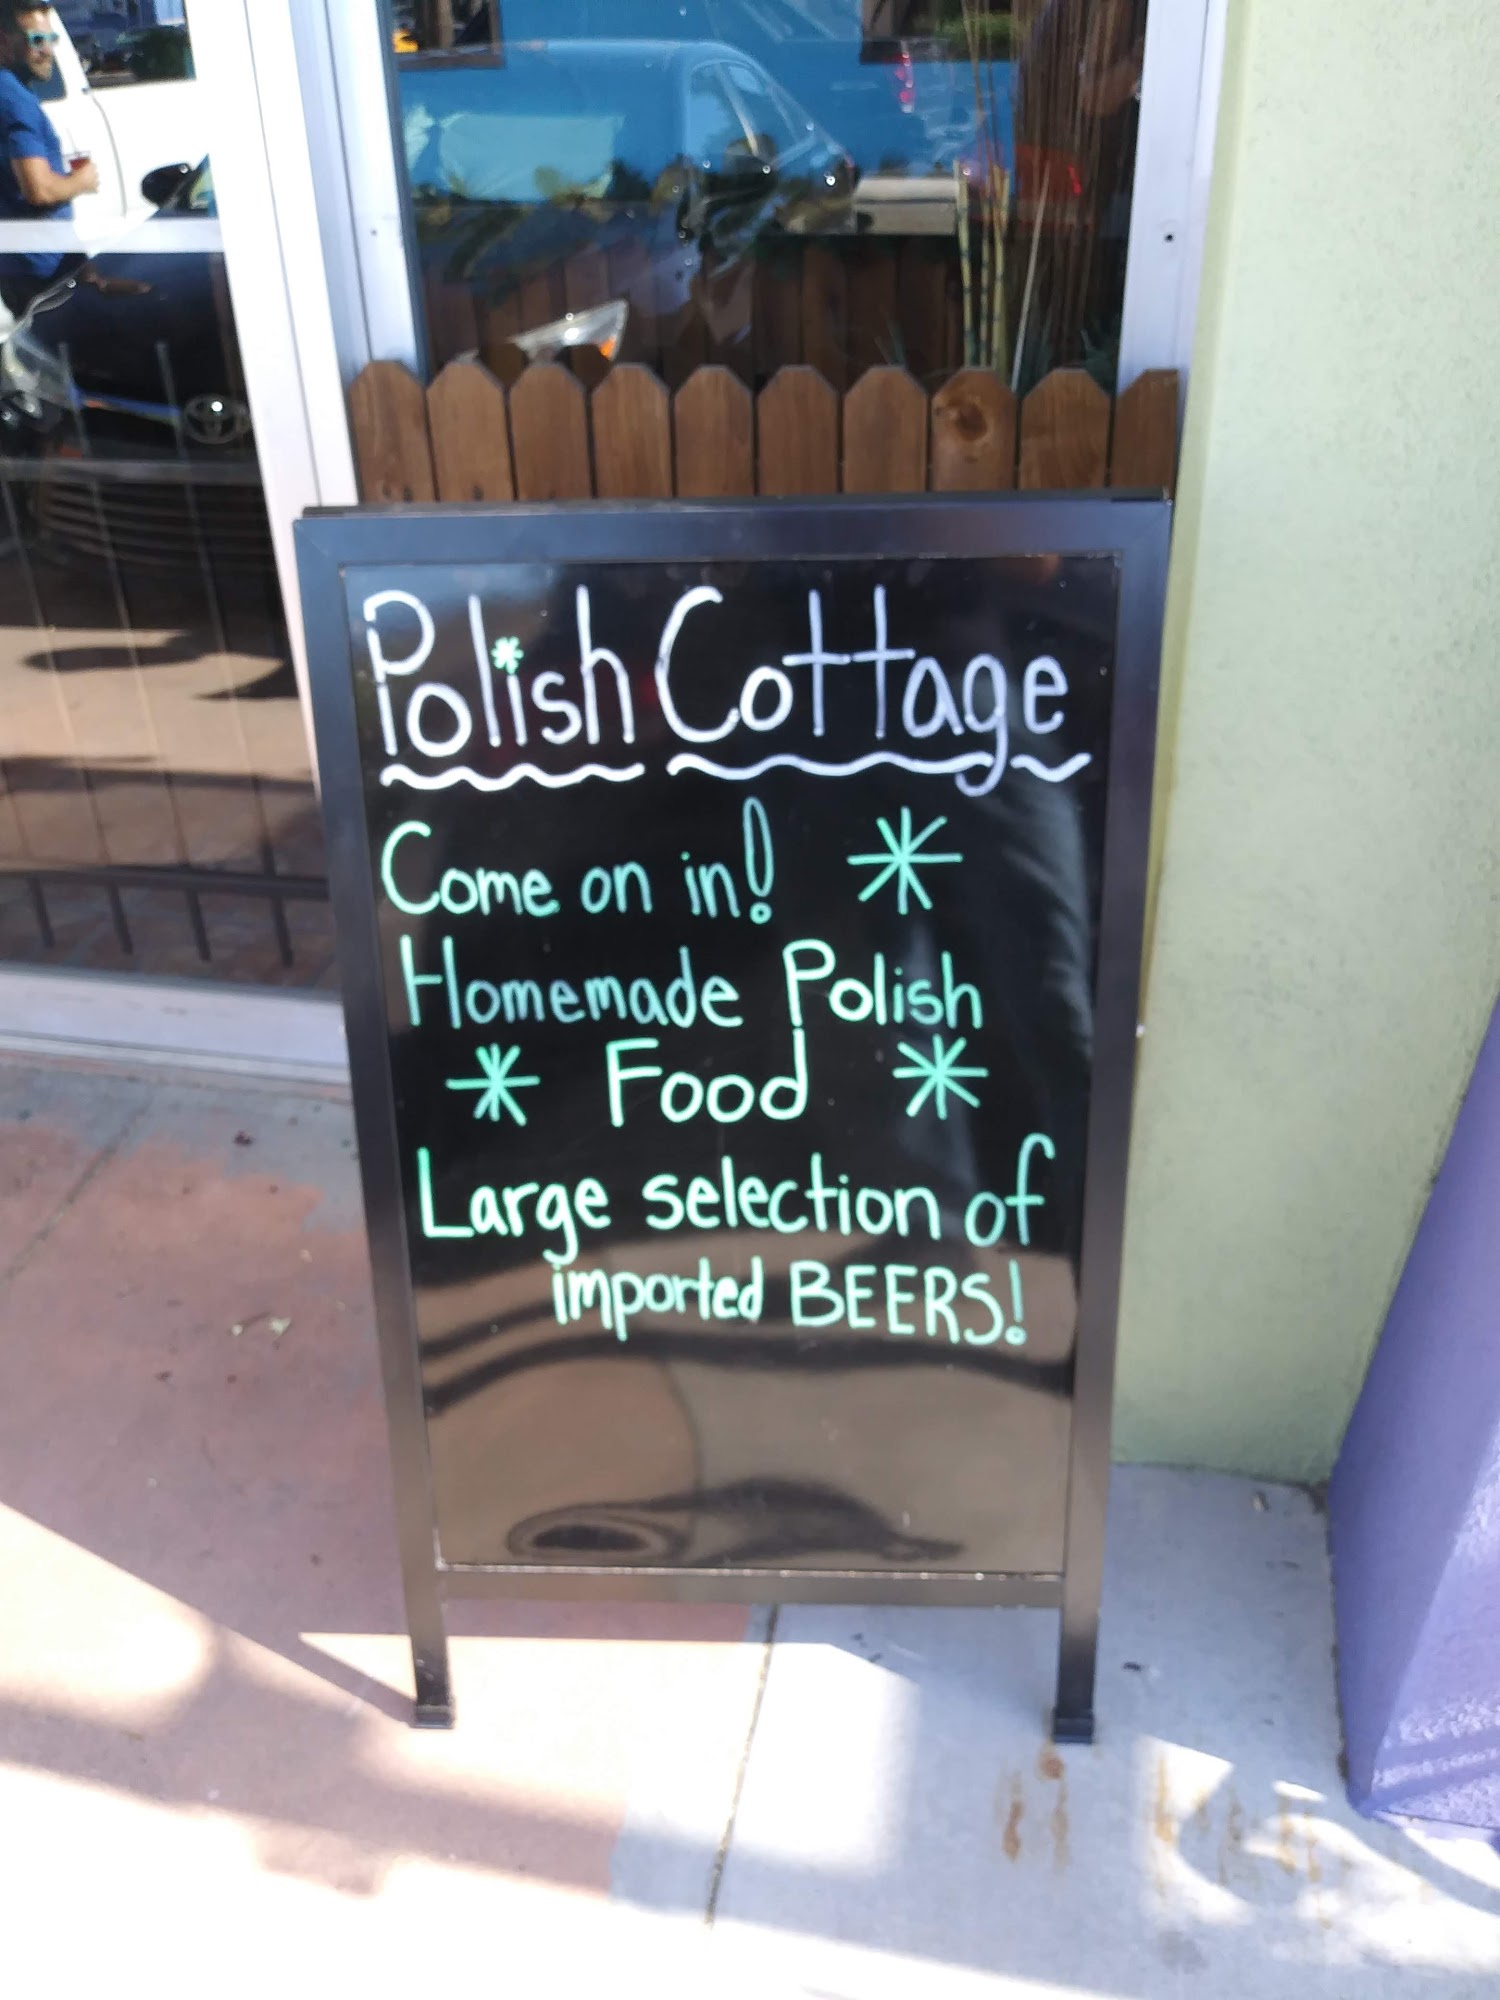 Polish Cottage
Come on in!
Homemade Polish
Food
Large selection of
imported BEERS!